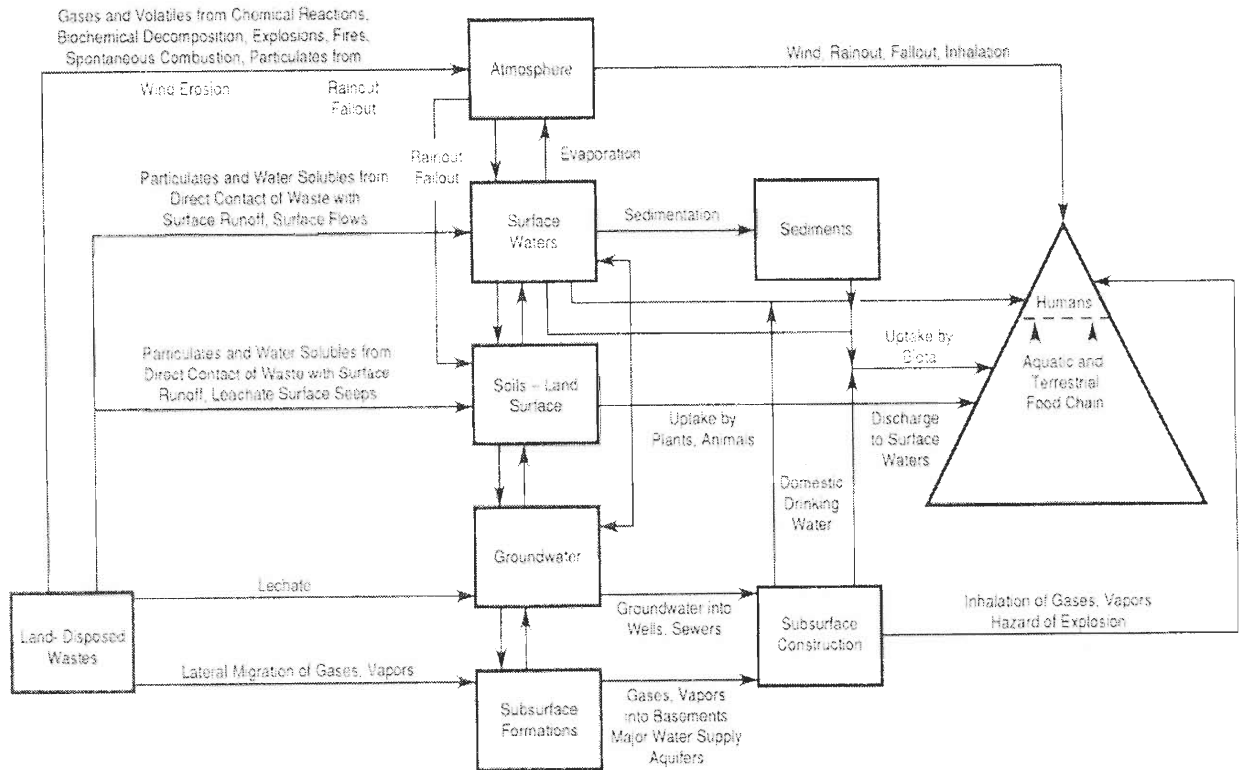 Gases and Volatiles from Chemical Reactions,
Biochemical Decomposition, Explosions, Fires,
Spontaneous Combustion, Particulates from
Wind Erosion
Rainout
Fallout
Atmosphere
Wind, Rainout, Fallout, Inhalation
Rainout
Fallout
Evaporation
Particulates and Water Solubles from
Direct Contact of Waste with
Surface Runoff, Surface Flows
Surface
Waters
Sedimentation
Sediments
Humans
Uptake by
Biota
Aquatic and
Terrestrial
Food Chain
Particulates and Water Solubles from
Direct Contact of Waste with Surface
Runoff, Leachate Surface Seeps
Soils – Land
Surface
Uptake by
Plants, Animals
Discharge
to Surface
Waters
Domestic
Drinking
Water
Groundwater
Lechate
Groundwater into
Wells, Sewers
Subsurface
Construction
Inhalation of Gases, Vapors
Hazard of Explosion
Land- Disposed
Wastes
Lateral Migration of Gases, Vapors
Subsurface
Formations
Gases, Vapors
into Basements
Major Water Supply
Aquifers